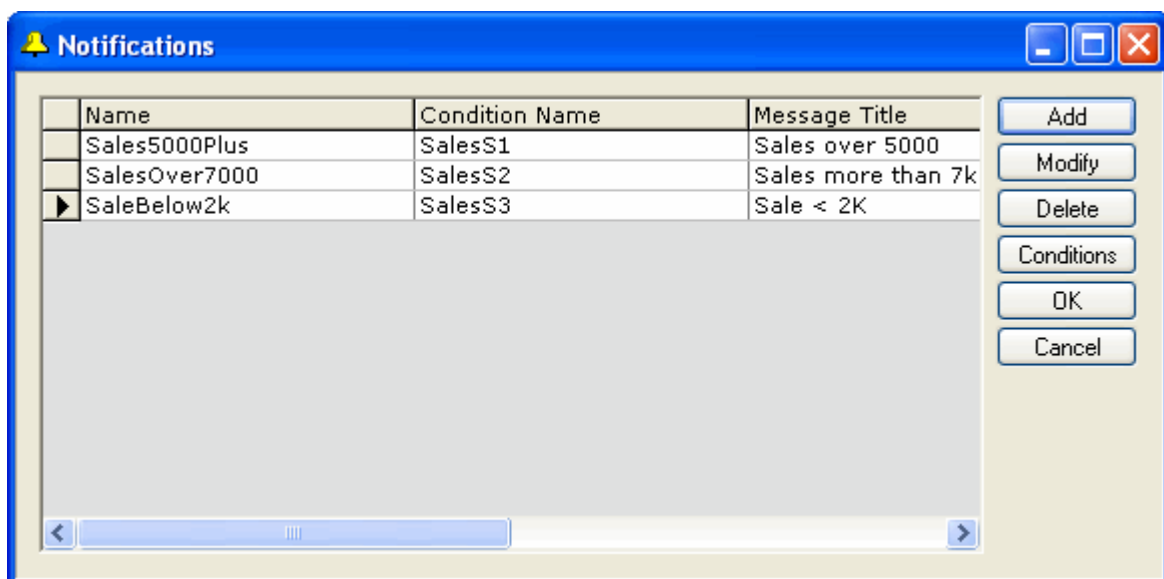 Notifications
Name Condition Name Message Title
Sales5000Plus SalesS1 Sales over 5000
SalesOver7000 SalesS2 Sales more than 7k
SaleBelow2k SalesS3 Sale < 2K
Add
Modify
Delete
Conditions
OK
Cancel